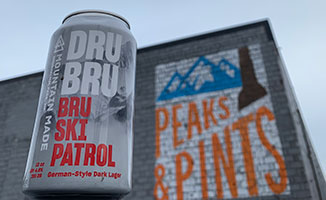 DRU
BRU
MOUNTAIN MADE
BRU
SKI
PATROL
German-Style Dark Lager
PEAKS
& PINTS